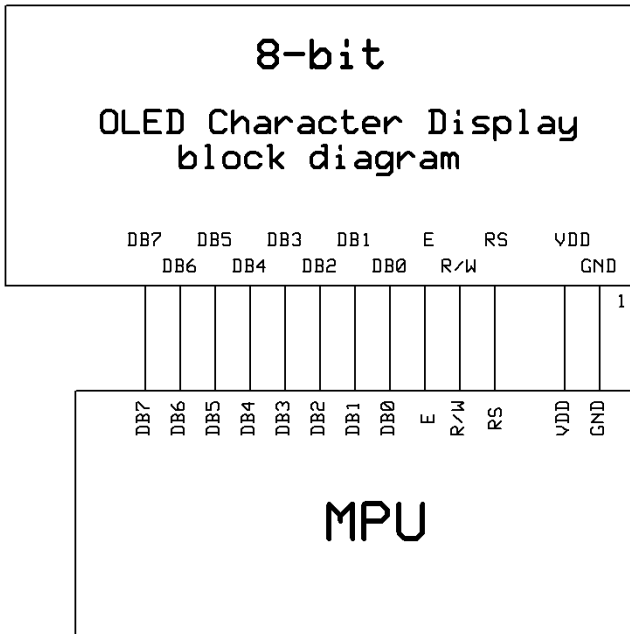 8-bit
OLED Character Display
block diagram
DB7 DB5 DB3 DB1 E RS VDD
DB6 DB4 DB2 DB0 R/W GND
1
DB7 DB6 DB5 DB4 DB3 DB2 DB1 DB0 E R/W RS VDD GND
MPU